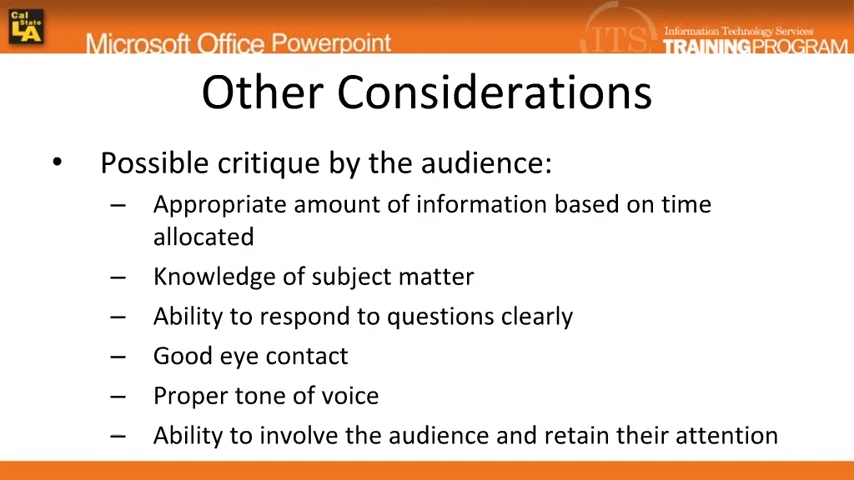 Cal
State
LA
Microsoft Office Powerpoint
ITS
Information Technology Services
TRAINING PROGRAM
Other Considerations
• Possible critique by the audience:
– Appropriate amount of information based on time
allocated
– Knowledge of subject matter
– Ability to respond to questions clearly
– Good eye contact
– Proper tone of voice
– Ability to involve the audience and retain their attention